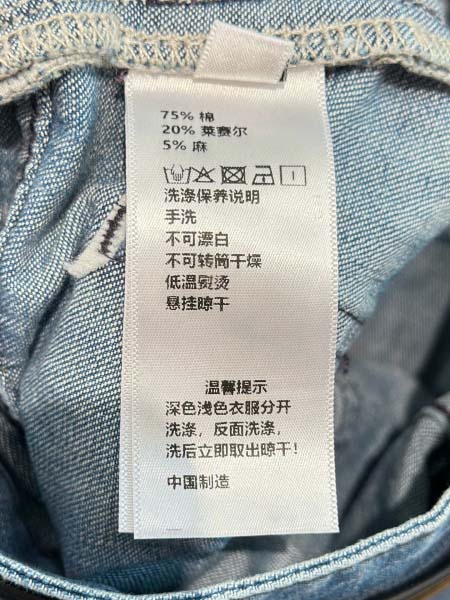 75% 棉
20% 莱赛尔
5% 麻
洗涤保养说明
手洗
不可漂白
不可转筒干燥
低温熨烫
悬挂晾干
温馨提示
深色浅色衣服分开
洗涤，反面洗涤，
洗后立即取出晾干！
中国制造